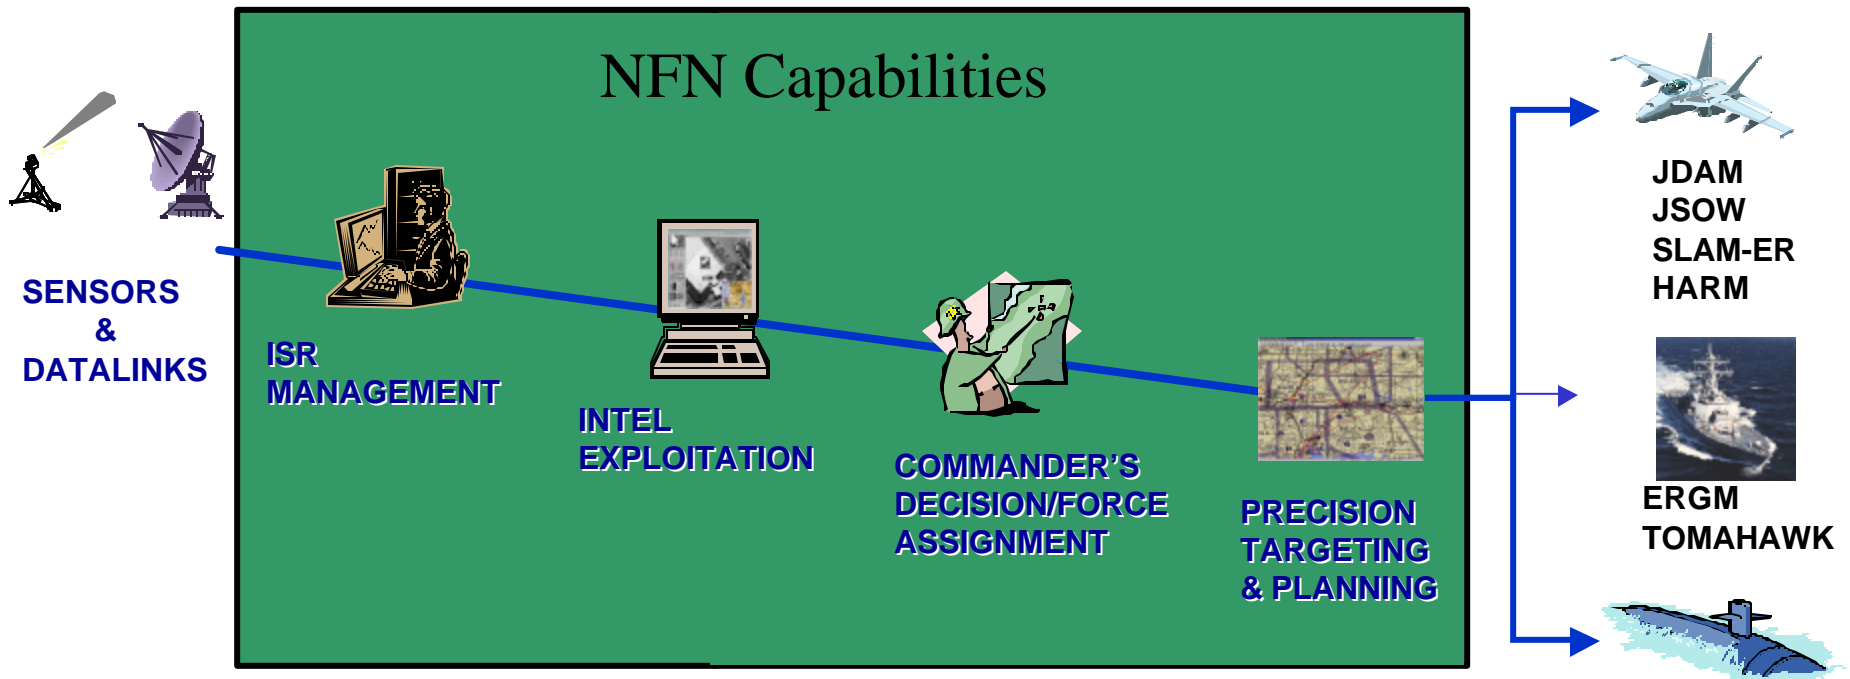 NFN Capabilities
SENSORS
&
DATALINKS
ISR
MANAGEMENT
INTEL
EXPLOITATION
COMMANDER'S
DECISION/FORCE
ASSIGNMENT
PRECISION
TARGETING
& PLANNING
JDAM
JSOW
SLAM-ER
HARM
ERGM
TOMAHAWK